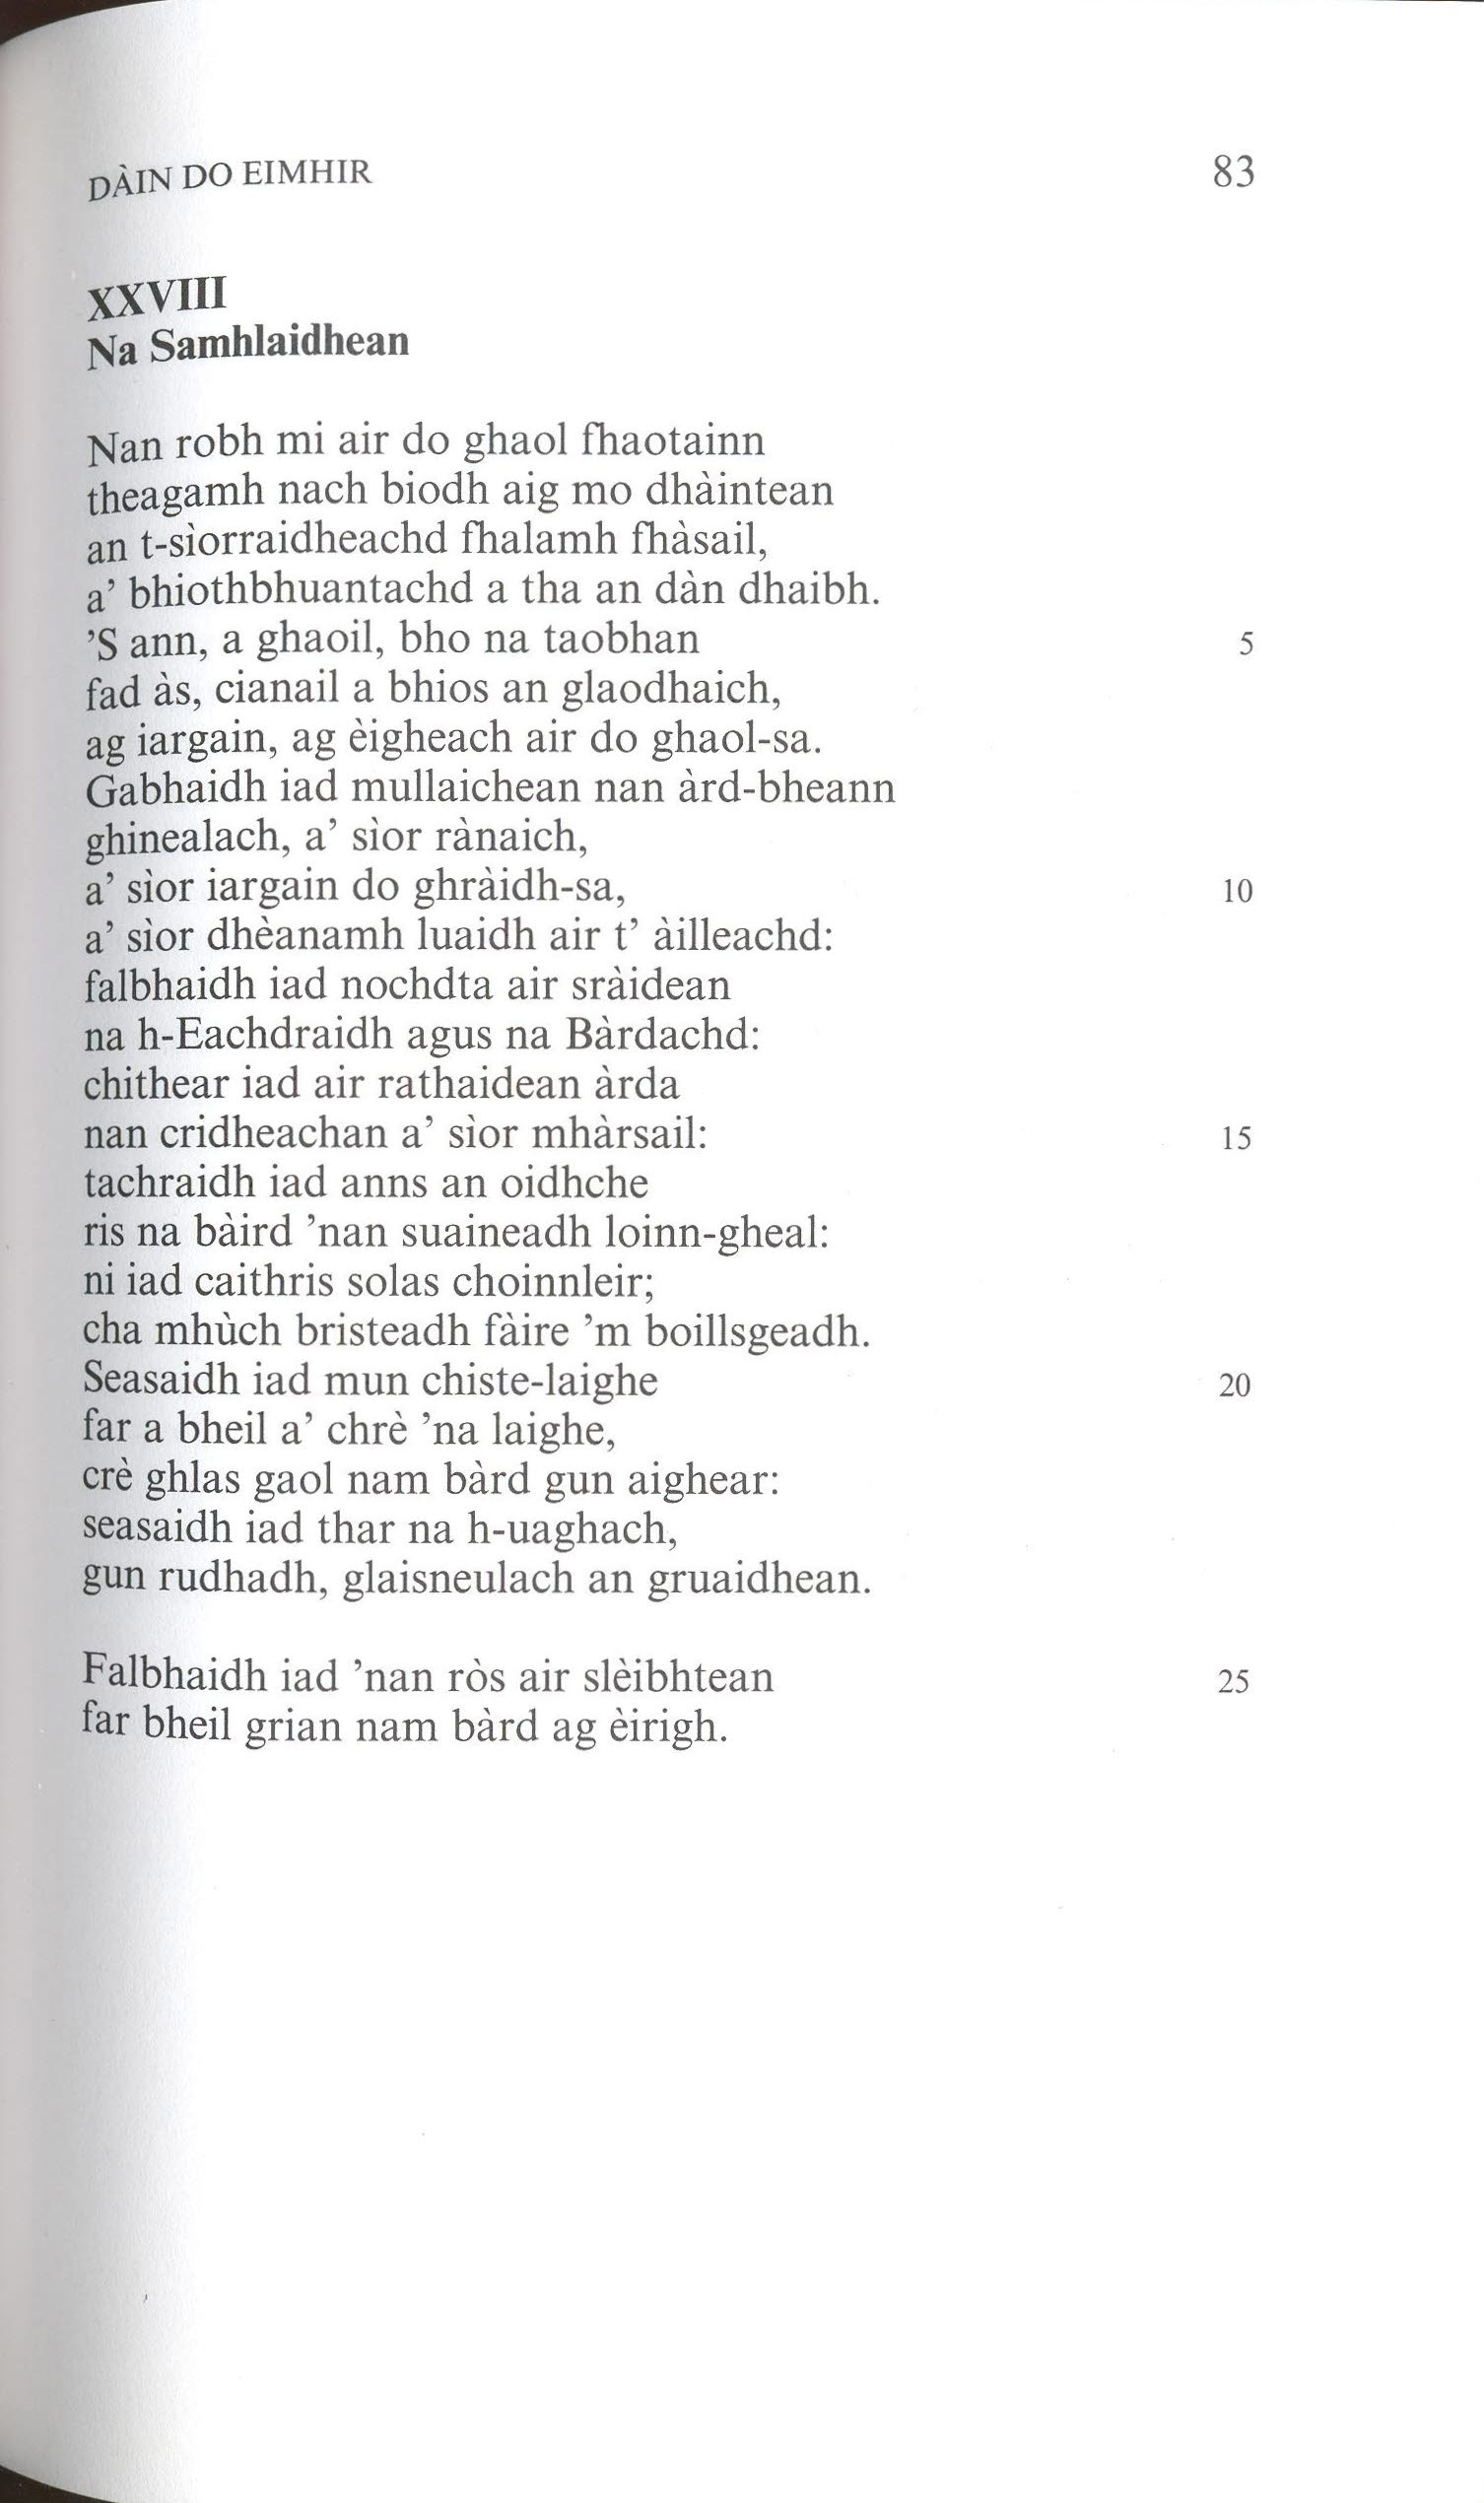 DÀIN DO EIMHIR 83
XXVIII
Na Samhlaidhean
Nan robh mi air do ghaol fhaotainn
theagamh nach biodh aig mo dhàintean
an t-sìorraidheachd fhalamh fhàsail,
a’ bhiothbhuantachd a tha an dàn dhaibh.
’S ann, a ghaoil, bho na taobhan 5
fad às, cianail a bhios an glaodhaich,
ag iargain, ag èigheach air do ghaol-sa.
Gabhaidh iad mullaichean nan àrd-bheann
ghinealach, a’ sìor rànaich,
a’ sìor iargain do ghràidh-sa, 10
a’ sìor dhèanamh luaidh air t’ àilleachd:
falbhaidh iad nochdta air sràidean
na h-Eachdraidh agus na Bàrdachd:
chithear iad air rathaidean àrda
nan cridheachan a’ sìor mhàrsail: 15
tachraidh iad anns an oidhche
ris na bàird ’nan suaineadh loinn-gheal:
ni iad caithris solas choinnleir;
cha mhùch bristeadh fàire ’m boillsgeadh.
Seasaidh iad mun chiste-laighe 20
far a bheil a’ chrè ’na laighe,
crè ghlas gaol nam bàrd gun aighear:
seasaidh iad thar na h-uaghach,
gun rudhadh, glaisneulach an gruaidhean.
Falbhaidh iad ’nan ròs air slèibhtean 25
far bheil grian nam bàrd ag èirigh.